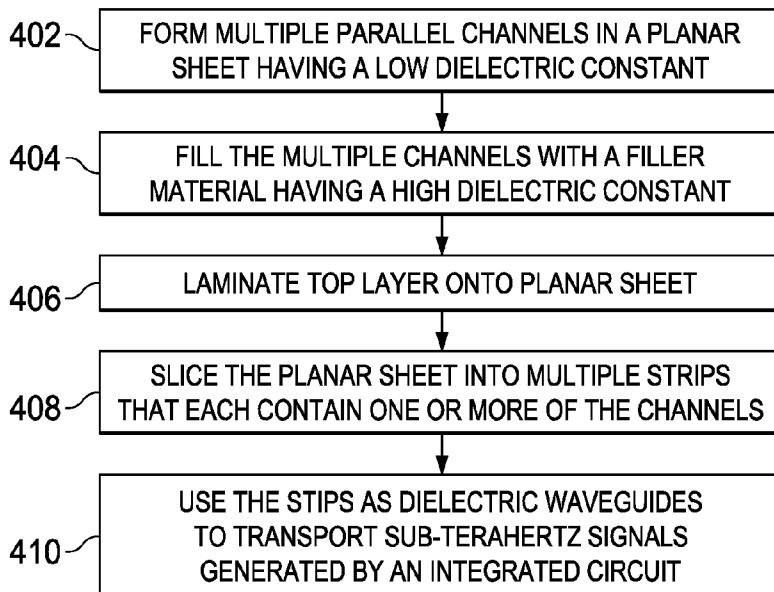 402
FORM MULTIPLE PARALLEL CHANNELS IN A PLANAR
SHEET HAVING A LOW DIELECTRIC CONSTANT
404
FILL THE MULTIPLE CHANNELS WITH A FILLER
MATERIAL HAVING A HIGH DIELECTRIC CONSTANT
406
LAMINATE TOP LAYER ONTO PLANAR SHEET
408
SLICE THE PLANAR SHEET INTO MULTIPLE STRIPS
THAT EACH CONTAIN ONE OR MORE OF THE CHANNELS
410
USE THE STIPS AS DIELECTRIC WAVEGUIDES
TO TRANSPORT SUB-TERAHERTZ SIGNALS
GENERATED BY AN INTEGRATED CIRCUIT